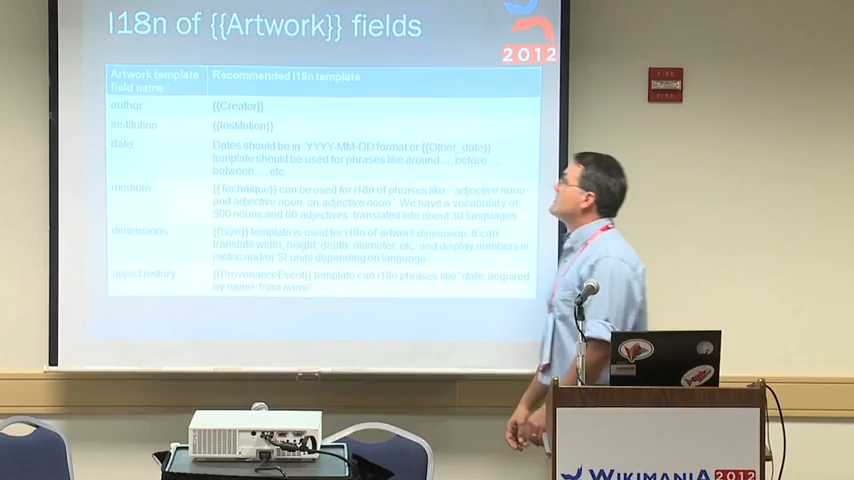 I18n of {{Artwork}} fields
2012
Artwork template field name
Recommended i18n template
author
{{Creator}}
institution
{{Institution}}
date
Dates should be in YYYY-MM-DD format or {{Other_date}}
template should be used for phrases like around ..., before ...,
between ..., etc.
medium
{{Technique}} can be used for i18n of phrases like "adjective noun
and adjective noun on adjective noun". We have a vocabulary of
500 nouns and 60 adjectives translated into about 30 languages.
dimensions
{{Size}} template is used for i18n of artwork dimension. It can
translate width, height, depth, diameter, etc. and display numbers in
metric and/or SI units depending on language.
object history
{{ProvenanceEvent}} template can i18n phrases like "date: acquired
by name, from name"
FIRE
FIRE
WIKIMANIA 2012